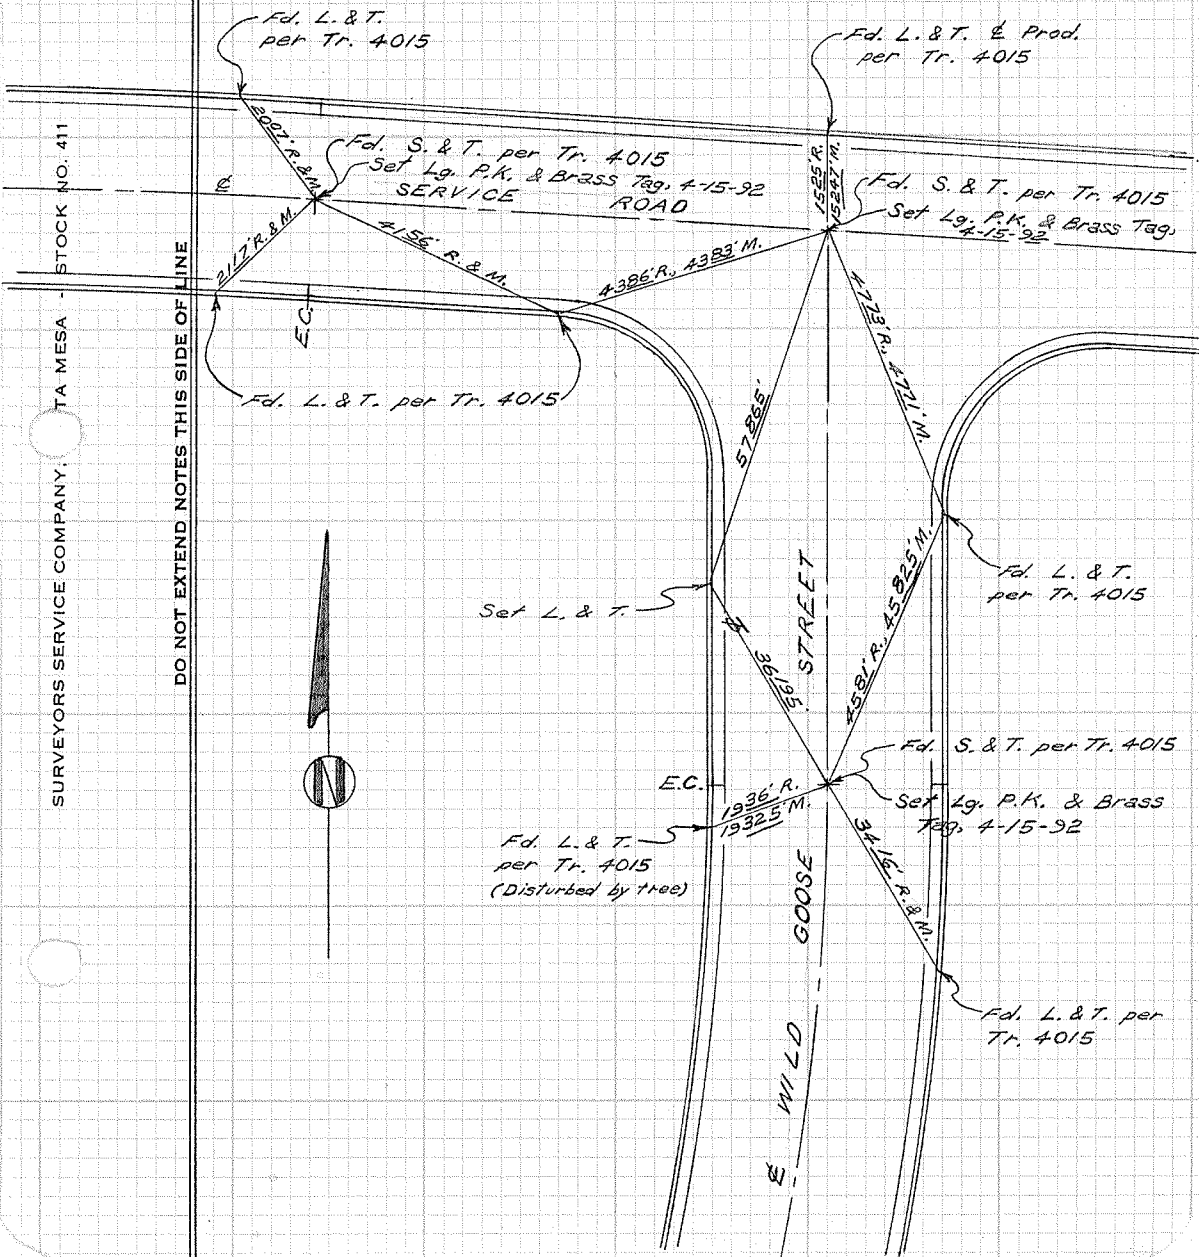 Fd. L. & T.
per Tr. 4015
Fd. L. & T. ℄ Prod.
per Tr. 4015
20 07' R. & M.
Fd. S. & T. per Tr. 4015
Set Lg. P.K. & Brass Tag, 4-15-92
℄ SERVICE ROAD
15 25' R.
15 247' M.
Fd. S. & T. per Tr. 4015
Set Lg. P.K. & Brass Tag,
4-15-92
21 17' R. & M.
41 56' R. & M.
43 86' R., 43 83' M.
47 73' R., 47 71' M.
E.C.
Fd. L. & T. per Tr. 4015
57 865'
Set L. & T.
36 195'
45 81' R., 45 825' M.
Fd. L. & T.
per Tr. 4015
Fd. S. & T. per Tr. 4015
E.C.
19 36' R.
19 325' M.
Set Lg. P.K. & Brass
Tag, 4-15-92
Fd. L. & T.
per Tr. 4015
(Disturbed by tree)
34 16' R. & M.
Fd. L. & T. per
Tr. 4015
℄ WILD GOOSE STREET
N
SURVEYORS SERVICE COMPANY, TA MESA - STOCK NO. 411
DO NOT EXTEND NOTES THIS SIDE OF LINE